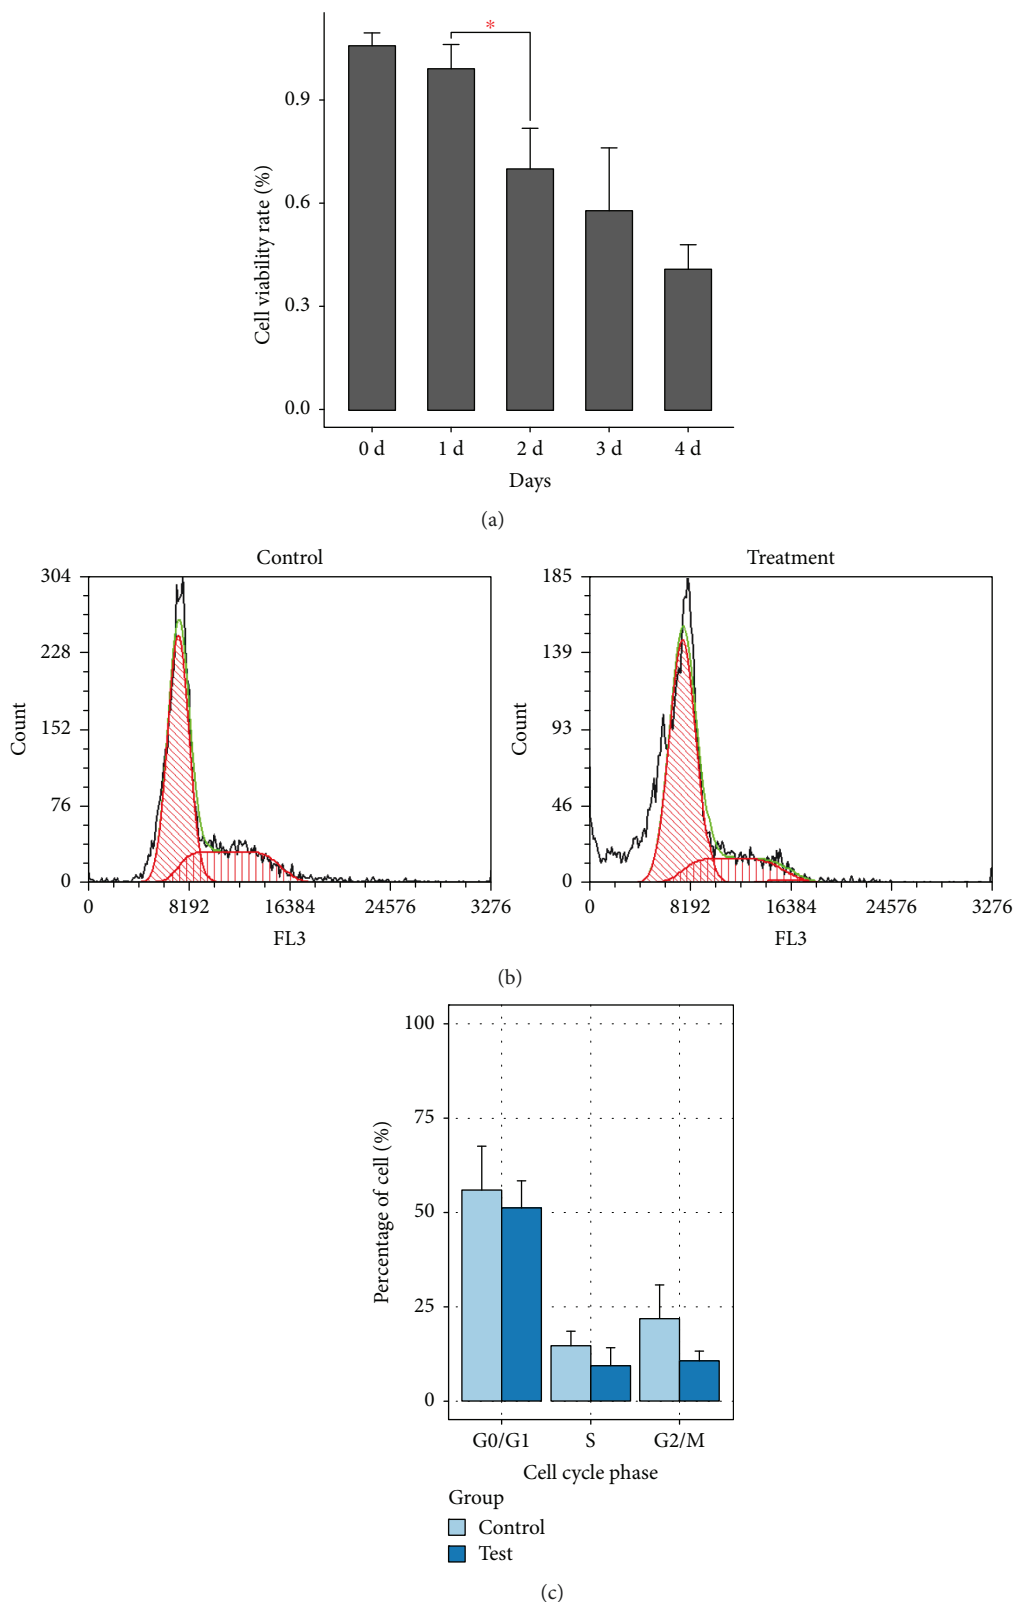 *
0.9
0.6
0.3
0.0
Cell viability rate (%)
0 d 1 d 2 d 3 d 4 d
Days
(a)
Control
304
228
152
76
0
Count
0 8192 16384 24576 3276
FL3
Treatment
185
139
93
46
0
Count
0 8192 16384 24576 3276
FL3
(b)
100
75
50
25
0
Percentage of cell (%)
G0/G1 S G2/M
Cell cycle phase
Group
Control
Test
(c)